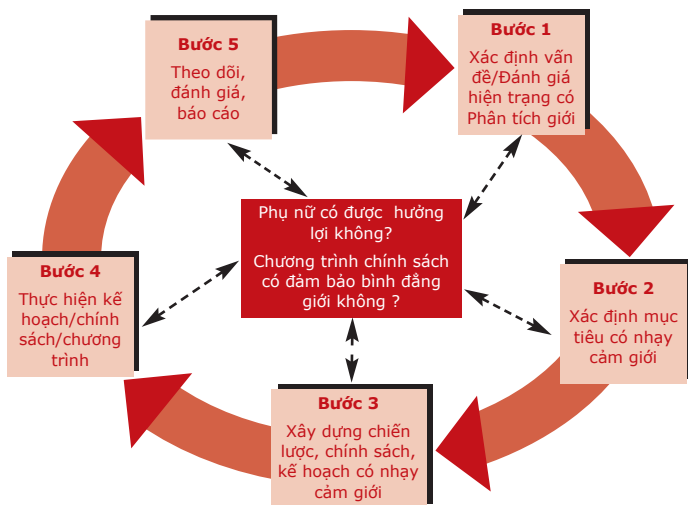 Bước 1
Xác định vấn
đề/Đánh giá
hiện trạng có
Phân tích giới
Bước 2
Xác định mục
tiêu có nhạy
cảm giới
Bước 3
Xây dựng chiến
lược, chính sách,
kế hoạch có nhạy
cảm giới
Bước 4
Thực hiện kế
hoạch/chính
sách/chương
trình
Bước 5
Theo dõi,
đánh giá,
báo cáo
Phụ nữ có được hưởng
lợi không?
Chương trình chính sách
có đảm bảo bình đẳng
giới không ?